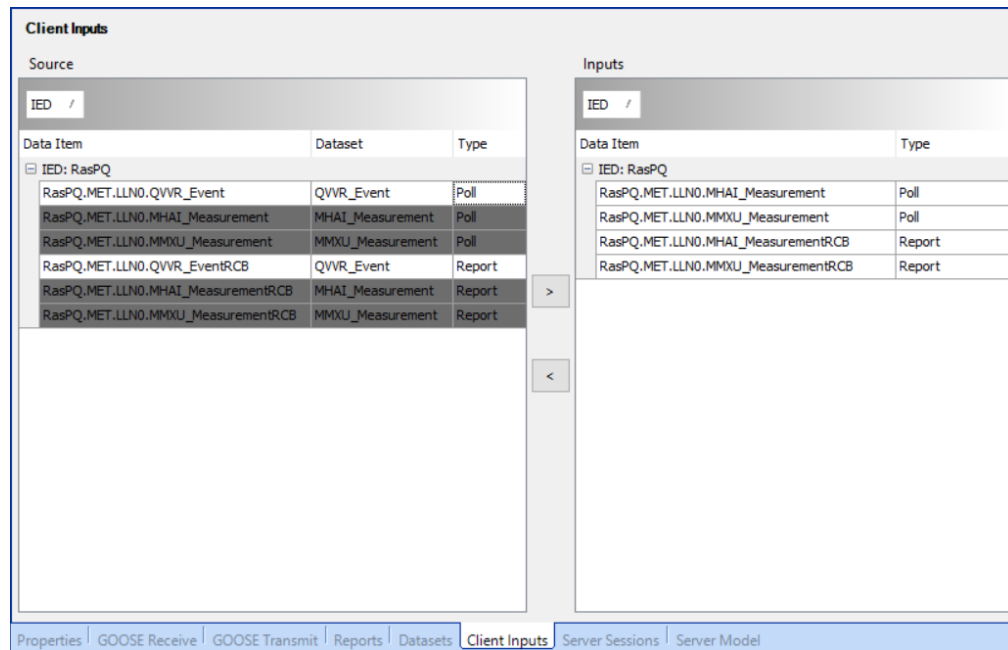 Client Inputs
Source
Inputs
IED /
IED /
Data Item Dataset Type
Data Item Type
IED: RasPQ
RasPQ.MET.LLN0.QVVR_Event QVVR_Event Poll
RasPQ.MET.LLN0.MHAI_Measurement MHAI_Measurement Poll
RasPQ.MET.LLN0.MMXU_Measurement MMXU_Measurement Poll
RasPQ.MET.LLN0.QVVR_EventRCB QVVR_Event Report
RasPQ.MET.LLN0.MHAI_MeasurementRCB MHAI_Measurement Report
RasPQ.MET.LLN0.MMXU_MeasurementRCB MMXU_Measurement Report
>
<
IED: RasPQ
RasPQ.MET.LLN0.MHAI_Measurement Poll
RasPQ.MET.LLN0.MMXU_Measurement Poll
RasPQ.MET.LLN0.MHAI_MeasurementRCB Report
RasPQ.MET.LLN0.MMXU_MeasurementRCB Report
Properties GOOSE Receive GOOSE Transmit Reports Datasets Client Inputs Server Sessions Server Model